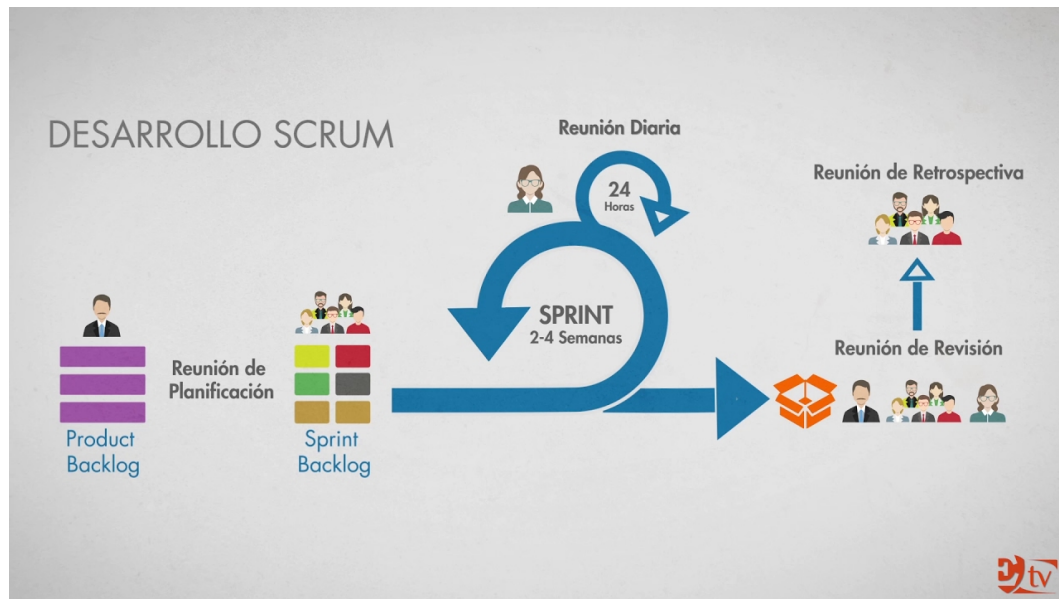 DESARROLLO SCRUM
Reunión Diaria
24
Horas
Reunión de Retrospectiva
SPRINT
2-4 Semanas
Reunión de Revisión
Reunión de
Planificación
Product
Backlog
Sprint
Backlog
E tv